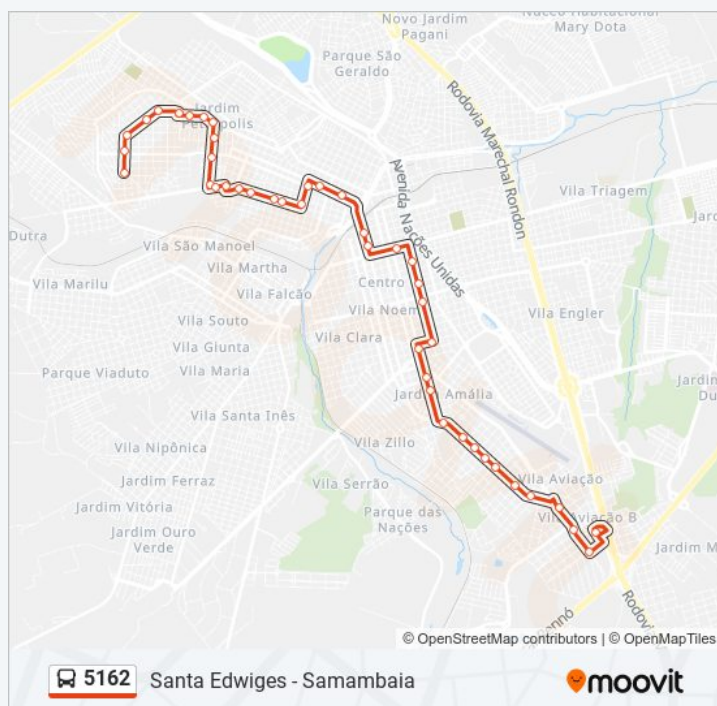 Novo Jardim
Pagani
Núcleo Habitacional
Mary Dota
Parque São
Geraldo
Jardim
Petrópolis
Rodovia Marechal Rondon
Avenida Nações Unidas
Vila Triagem
Dutra
Vila São Manoel
Vila Martha
Vila Marilu
Vila Falcão
Centro
Vila Noemi
Vila Engler
Vila Souto
Vila Giunta
Vila Clara
Parque Viaduto
Vila Maria
Jardim Amália
Vila Santa Inês
Vila Zillo
Vila Nipônica
Vila Aviação
Jardim Ferraz
Vila Serrão
Jardim Vitória
Parque das
Nações
Vila Aviação B
Jardim Ouro
Verde
Jardim M
© OpenStreetMap contributors | © OpenMapTiles
5162 Santa Edwiges - Samambaia
moovit